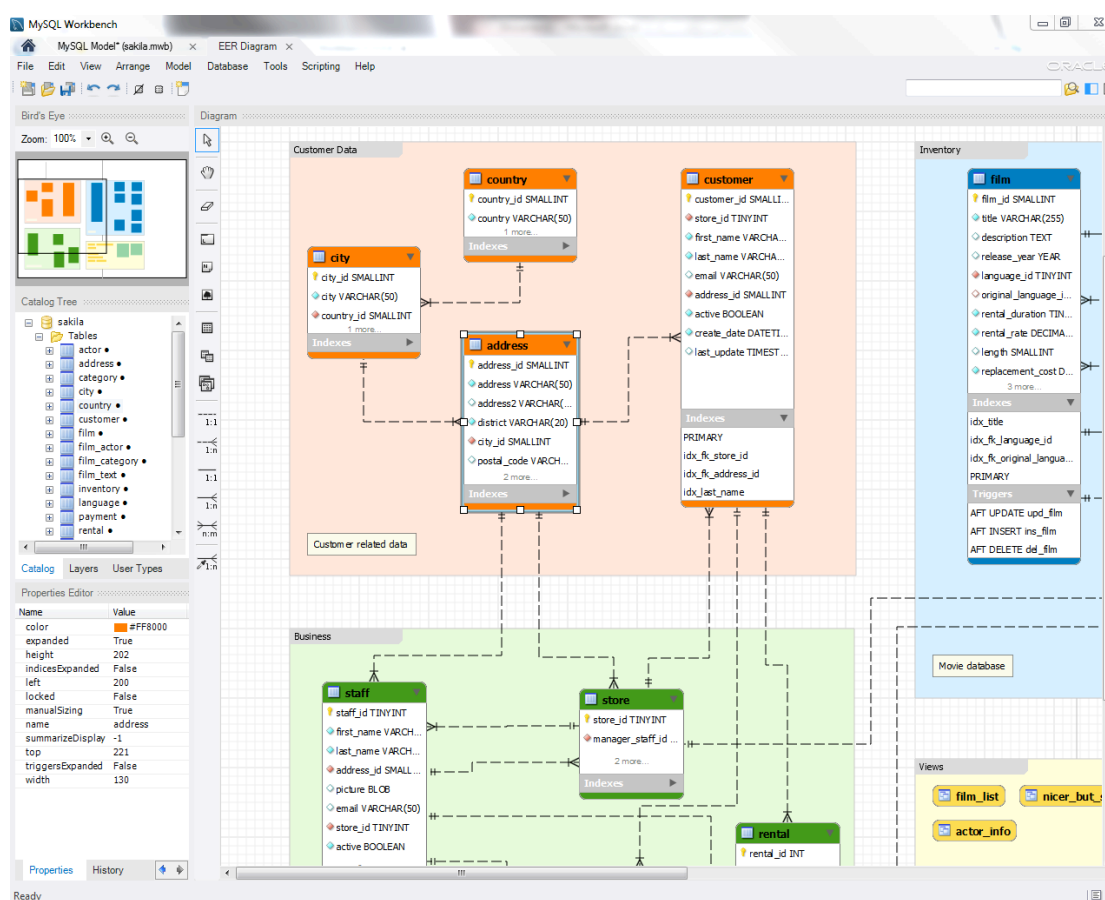 MySQL Workbench
MySQL Model* (sakila.mwb) ×
EER Diagram ×
File Edit View Arrange Model Database Tools Scripting Help
Bird's Eye
Zoom: 100%
Catalog Tree
sakila
Tables
actor •
address •
category •
city •
country •
customer •
film •
film_actor •
film_category •
film_text •
inventory •
language •
payment •
rental •
Catalog Layers User Types
Properties Editor
Name Value
color #FF8000
expanded True
height 202
indicesExpanded False
left 200
locked False
manualSizing True
name address
summarizeDisplay -1
top 221
triggersExpanded False
width 130
Properties History
Ready
Diagram
1:1
1:n
1:1
1:n
n:m
1:n
Customer Data
country
country_id SMALLINT
country VARCHAR(50)
1 more...
Indexes
city
city_id SMALLINT
city VARCHAR(50)
country_id SMALLINT
1 more...
Indexes
address
address_id SMALLINT
address VARCHAR(50)
address2 VARCHAR(...
district VARCHAR(20)
city_id SMALLINT
postal_code VARCH...
2 more...
Indexes
customer
customer_id SMALLI...
store_id TINYINT
first_name VARCHA...
last_name VARCHA...
email VARCHAR(50)
address_id SMALLINT
active BOOLEAN
create_date DATETI...
last_update TIMEST...
Indexes
PRIMARY
idx_fk_store_id
idx_fk_address_id
idx_last_name
Customer related data
Business
staff
staff_id TINYINT
first_name VARCH...
last_name VARCH...
address_id SMALL...
picture BLOB
email VARCHAR(50)
store_id TINYINT
active BOOLEAN
store
store_id TINYINT
manager_staff_id ...
2 more...
Indexes
rental
rental_id INT
Inventory
film
film_id SMALLINT
title VARCHAR(255)
description TEXT
release_year YEAR
language_id TINYINT
original_language_i...
rental_duration TIN...
rental_rate DECIMA...
length SMALLINT
replacement_cost D...
3 more...
Indexes
idx_title
idx_fk_language_id
idx_fk_original_langua...
PRIMARY
Triggers
AFT UPDATE upd_film
AFT INSERT ins_film
AFT DELETE del_film
Movie database
Views
film_list
nicer_but_s
actor_info